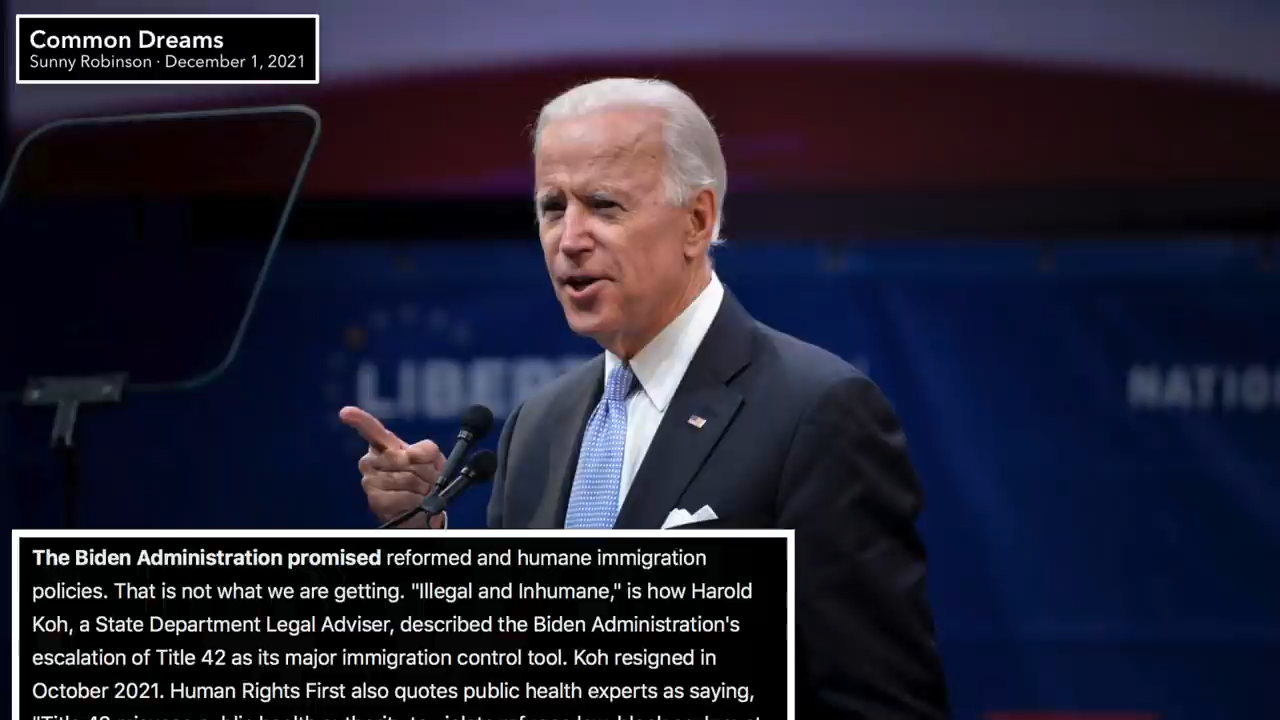 Common Dreams
Sunny Robinson · December 1, 2021
LIBERT
NATIO
The Biden Administration promised reformed and humane immigration
policies. That is not what we are getting. "Illegal and Inhumane," is how Harold
Koh, a State Department Legal Adviser, described the Biden Administration's
escalation of Title 42 as its major immigration control tool. Koh resigned in
October 2021. Human Rights First also quotes public health experts as saying,